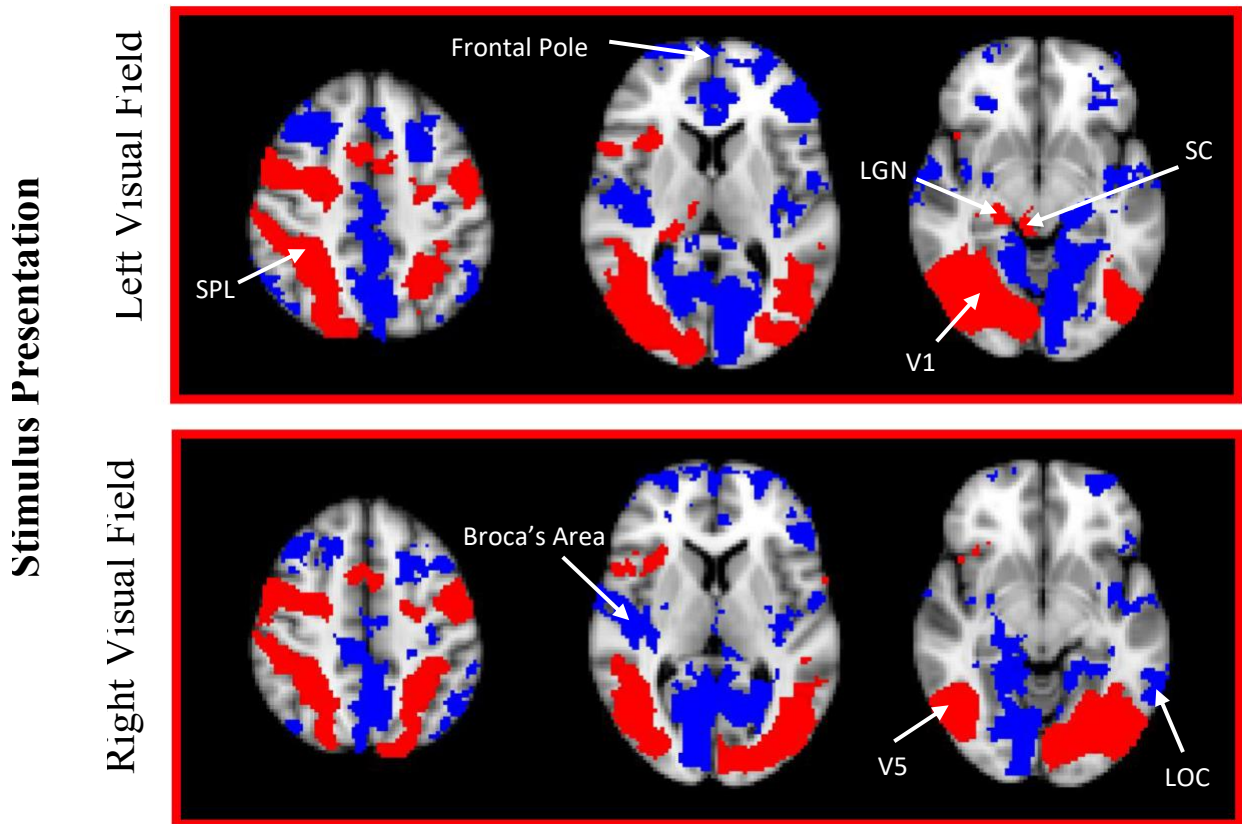 Stimulus Presentation
Left Visual Field
Frontal Pole
SPL
LGN
SC
V1
Right Visual Field
Broca's Area
V5
LOC